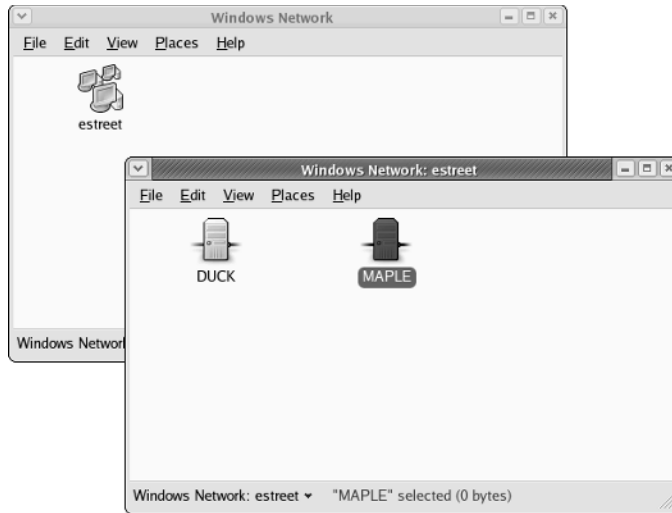 Windows Network
File Edit View Places Help
estreet
Windows Network
Windows Network: estreet
File Edit View Places Help
DUCK MAPLE
Windows Network: estreet "MAPLE" selected (0 bytes)